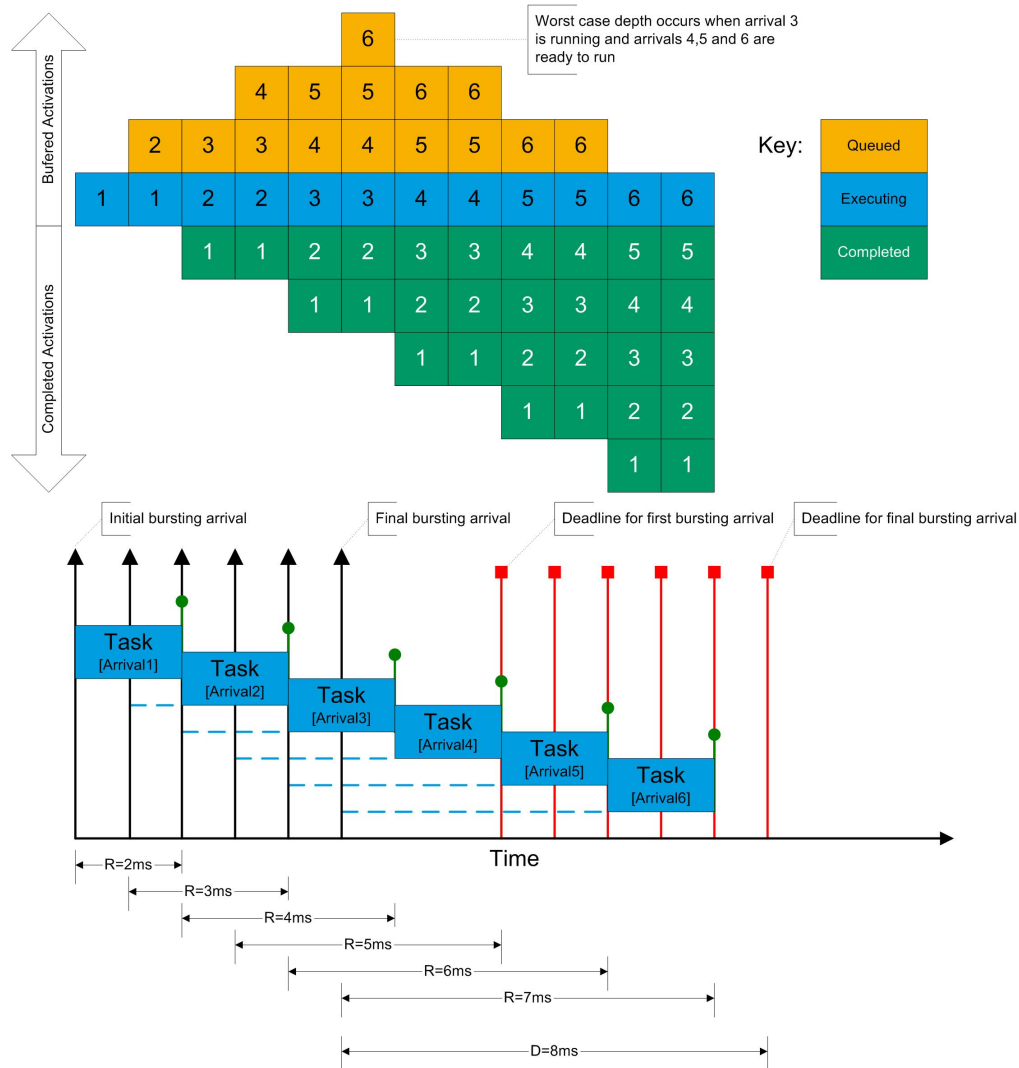 Worst case depth occurs when arrival 3
is running and arrivals 4,5 and 6 are
ready to run
Bufered Activations
Completed Activations
6
4 5 5 6 6
2 3 3 4 4 5 5 6 6
1 1 2 2 3 3 4 4 5 5 6 6
1 1 2 2 3 3 4 4 5 5
1 1 2 2 3 3 4 4
1 1 2 2 3 3
1 1 2 2
1 1
Key:
Queued
Executing
Completed
Initial bursting arrival
Final bursting arrival
Deadline for first bursting arrival
Deadline for final bursting arrival
Task
[Arrival1]
Task
[Arrival2]
Task
[Arrival3]
Task
[Arrival4]
Task
[Arrival5]
Task
[Arrival6]
Time
R=2ms
R=3ms
R=4ms
R=5ms
R=6ms
R=7ms
D=8ms